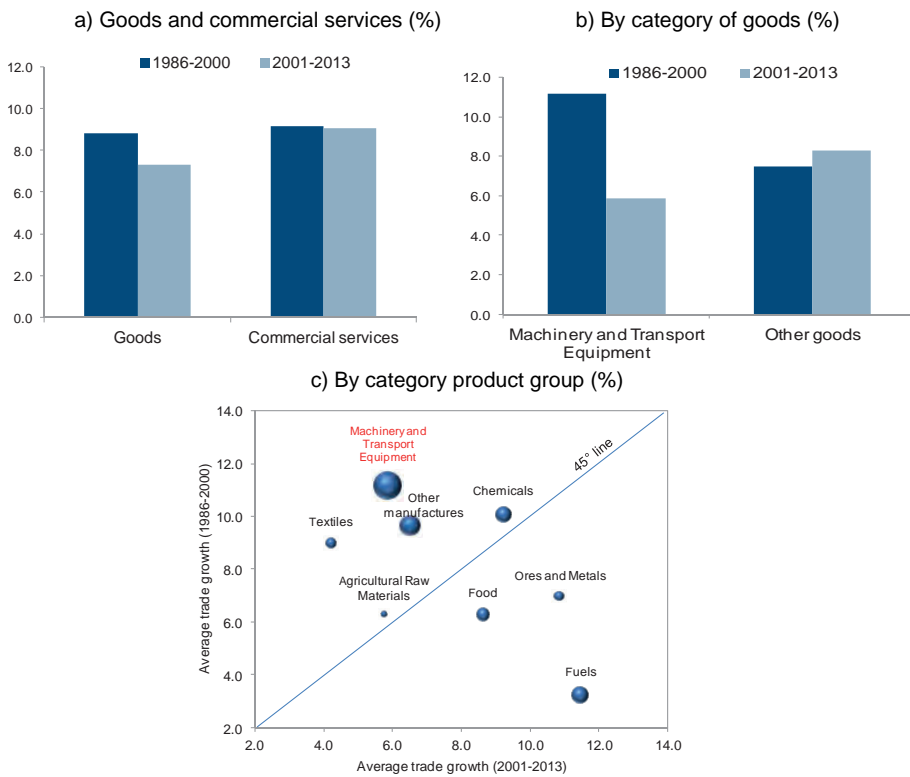 a) Goods and commercial services (%)
1986-2000 2001-2013
12.0
10.0
8.0
6.0
4.0
2.0
0.0
Goods Commercial services
b) By category of goods (%)
1986-2000 2001-2013
12.0
10.0
8.0
6.0
4.0
2.0
0.0
Machinery and Transport
Equipment
Other goods
c) By category product group (%)
Average trade growth (1986-2000)
14.0
12.0
10.0
8.0
6.0
4.0
2.0
Machinery and
Transport
Equipment
45° line
Other
manufactures
Chemicals
Textiles
Agricultural Raw
Materials
Food
Ores and Metals
Fuels
2.0 4.0 6.0 8.0 10.0 12.0 14.0
Average trade growth (2001-2013)